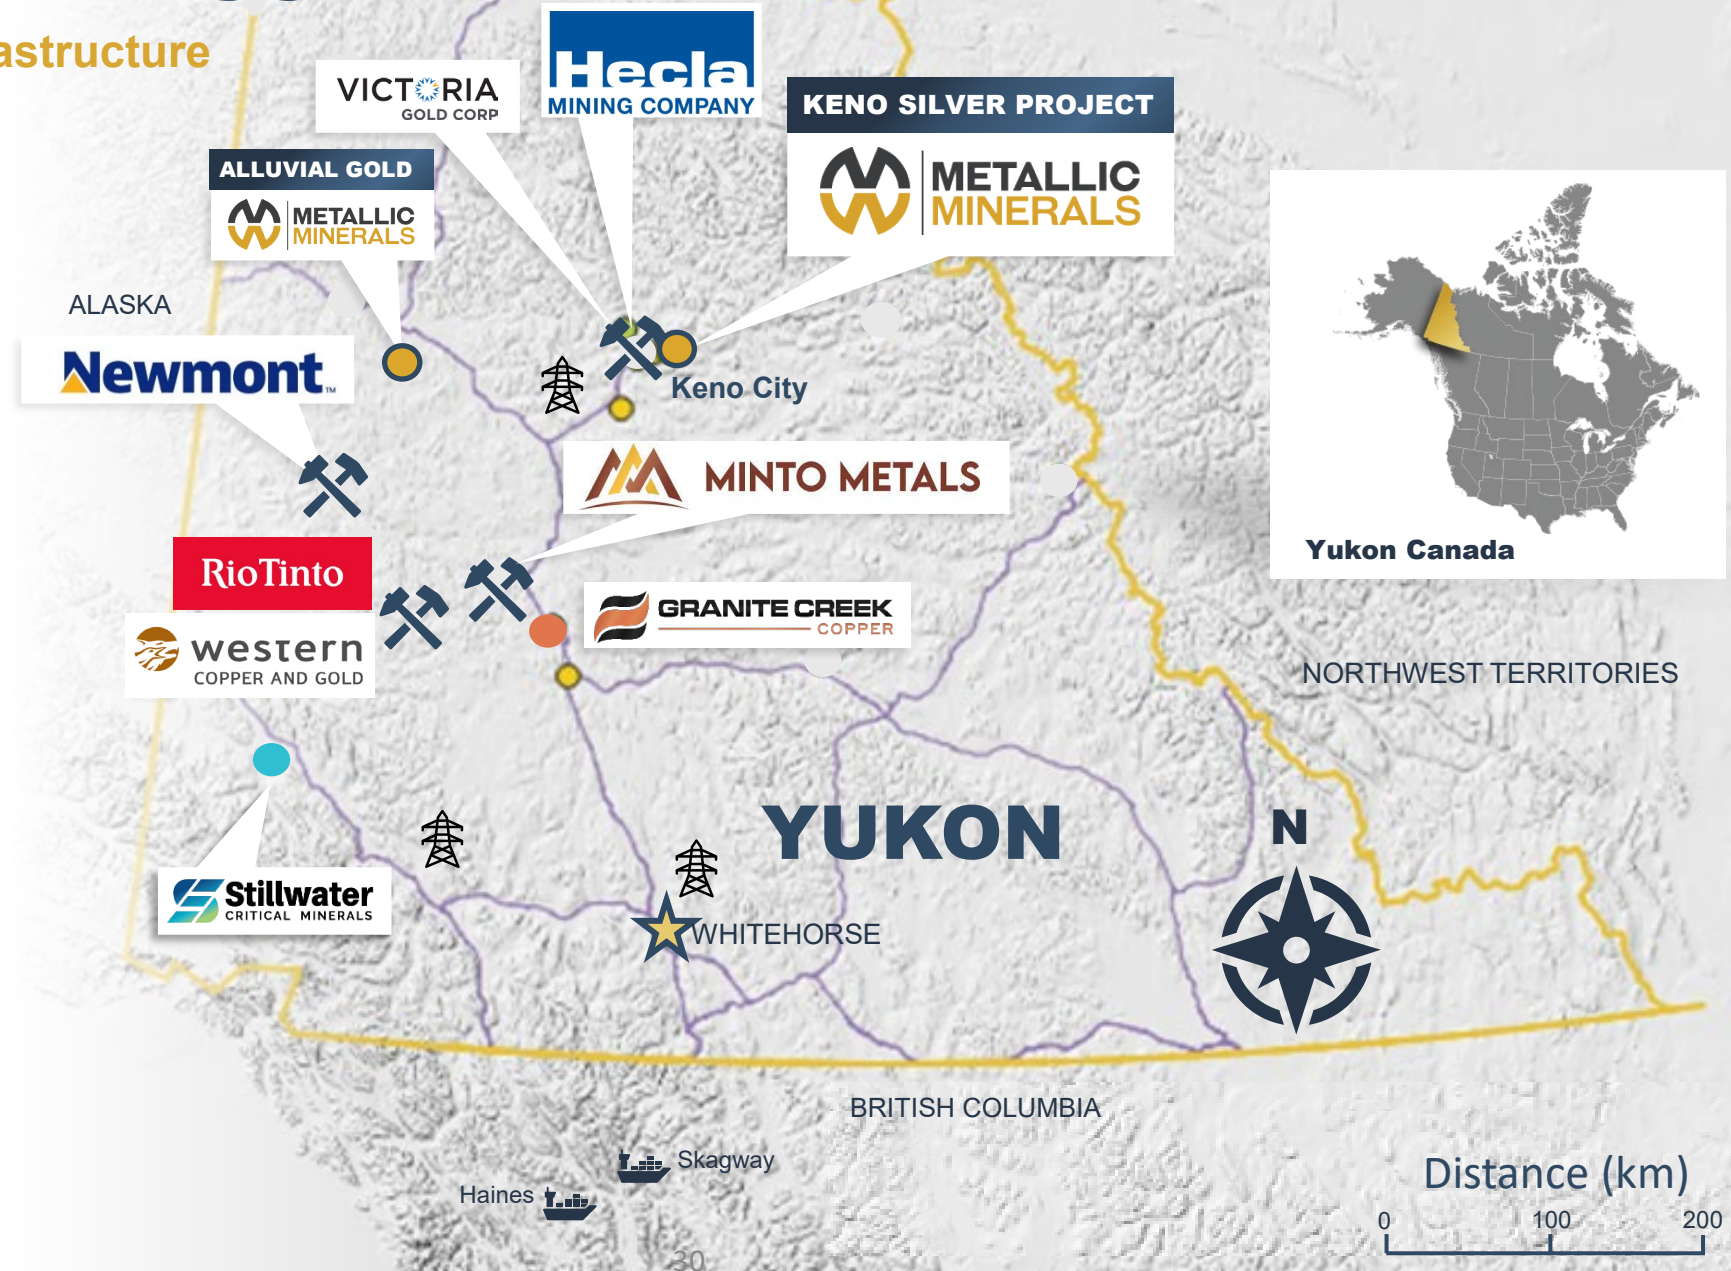 astructure
VICTORIA
GOLD CORP
Hecla
MINING COMPANY
KENO SILVER PROJECT
METALLIC
MINERALS
ALLUVIAL GOLD
METALLIC
MINERALS
ALASKA
Newmont™
Keno City
MINTO METALS
Yukon Canada
RioTinto
western
COPPER AND GOLD
GRANITE CREEK
COPPER
NORTHWEST TERRITORIES
YUKON
N
Stillwater
CRITICAL MINERALS
WHITEHORSE
BRITISH COLUMBIA
Skagway
Haines
Distance (km)
0 100 200
30